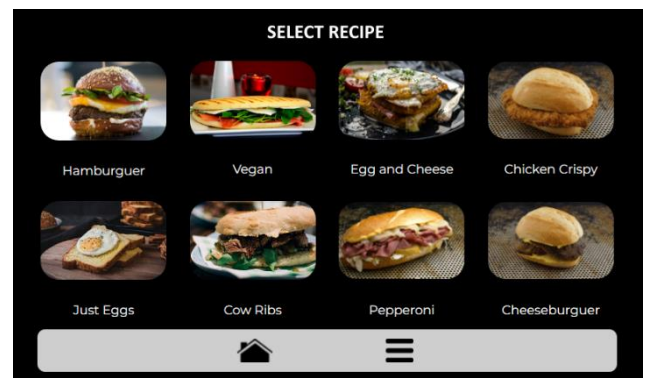 SELECT RECIPE
Hamburguer Vegan Egg and Cheese Chicken Crispy
Just Eggs Cow Ribs Pepperoni Cheeseburguer